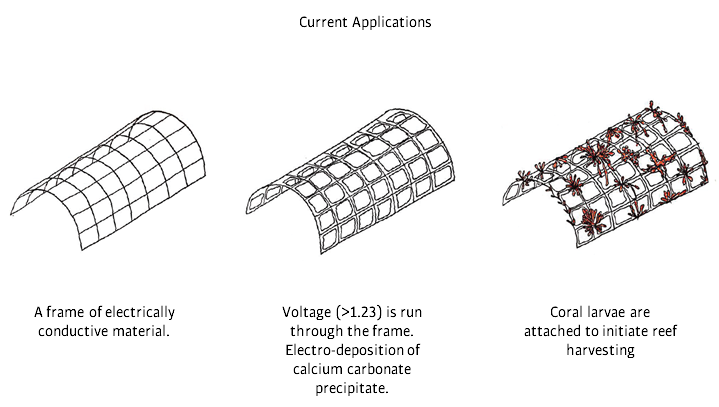 Current Applications
A frame of electrically
conductive material.
Voltage (>1.23) is run
through the frame.
Electro-deposition of
calcium carbonate
precipitate.
Coral larvae are
attached to initiate reef
harvesting